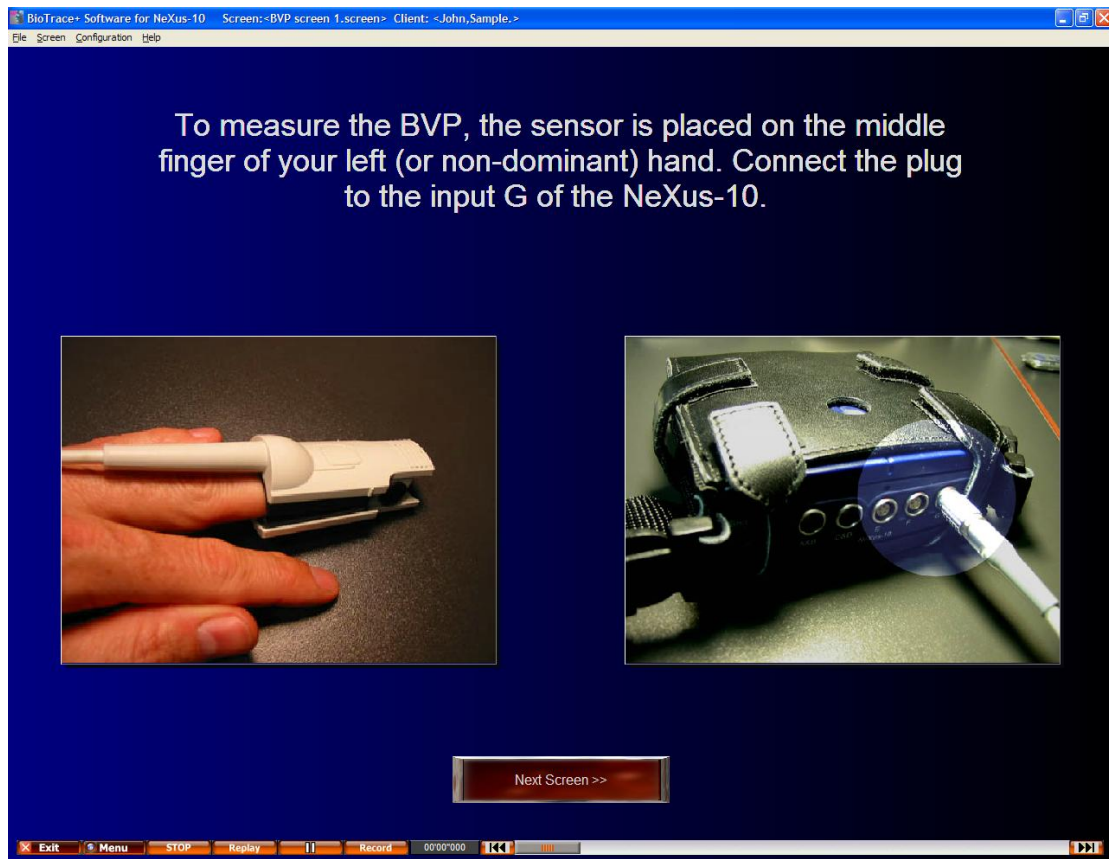 BioTrace+ Software for NeXus-10 Screen:<BVP screen 1.screen> Client: <John,Sample.>
File Screen Configuration Help
To measure the BVP, the sensor is placed on the middle
finger of your left (or non-dominant) hand. Connect the plug
to the input G of the NeXus-10.
Next Screen >>
Exit Menu STOP Replay Record 00'00"000